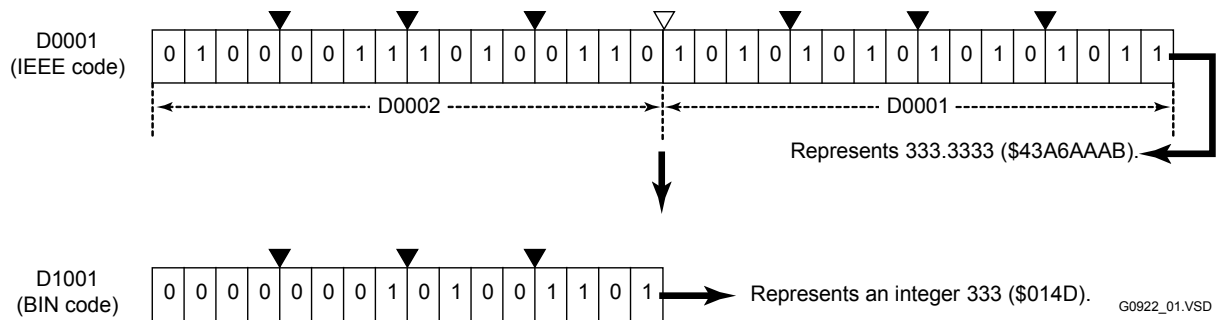 D0001
(IEEE code)
0 1 0 0 0 0 1 1 1 0 1 0 0 1 1 0 1 0 1 0 1 0 1 0 1 0 1 0 1 0 1 1
D0002 D0001
Represents 333.3333 ($43A6AAAB).
D1001
(BIN code)
0 0 0 0 0 0 0 1 0 1 0 0 1 1 0 1
Represents an integer 333 ($014D).
G0922_01.VSD